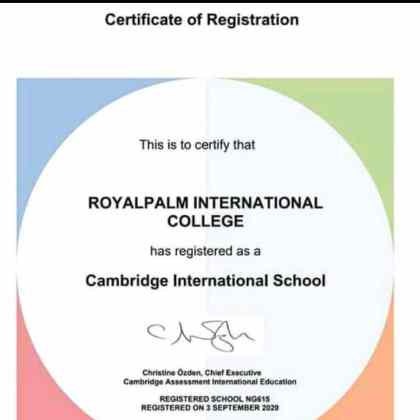 Certificate of Registration
This is to certify that
ROYALPALM INTERNATIONAL
COLLEGE
has registered as a
Cambridge International School
Christine Özden, Chief Executive
Cambridge Assessment International Education
REGISTERED SCHOOL NG615
REGISTERED ON 3 SEPTEMBER 2020